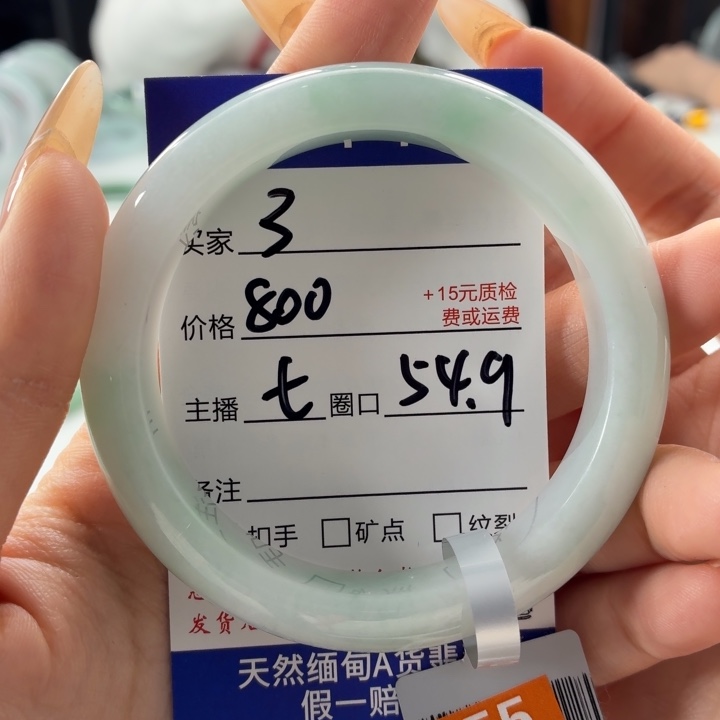 买家 3
价格 800 +15元质检
费或运费
主播 七 圈口 54.9
备注
扣手 □矿点 □纹裂
发货
天然缅甸A货翡
假一赔
55